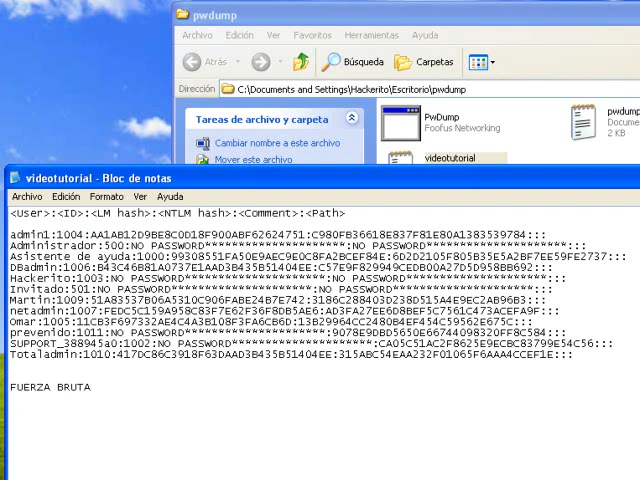 pwdump
Archivo Edición Ver Favoritos Herramientas Ayuda
Atrás Búsqueda Carpetas
Dirección C:\Documents and Settings\Hackerito\Escritorio\pwdump
Tareas de archivo y carpeta
Cambiar nombre a este archivo
Mover este archivo
PwDump
Foofus Networking
pwdump
Docume
2 KB
videotutorial
videotutorial - Bloc de notas
Archivo Edición Formato Ver Ayuda
<User>:<ID>:<LM hash>:<NTLM hash>:<Comment>:<Path>
admin1:1004:AA1AB12D9BE8C0D18F900ABF62624751:C980FB36618E837F81E80A1383539784:::
Administrador:500:NO PASSWORD*********************:NO PASSWORD*********************:::
Asistente de ayuda:1000:99308551FA50E9AEC9E0C8FA2BCEF84E:6D2D2105F805B35E5A2BF7EE59FE2737:::
DBadmin:1006:B43C46B81A0737E1AAD3B435B51404EE:C57E9F829949CEDB00A27D5D958BB692:::
Hackerito:1003:NO PASSWORD*********************:NO PASSWORD*********************:::
Invitado:501:NO PASSWORD*********************:NO PASSWORD*********************:::
Martin:1009:51A83537B06A5310C906FABE24B7E742:3186C288403D238D515A4E9EC2AB96B3:::
netadmin:1007:FEDC5C159A958C83F7E62F36F8DB5AE6:AD3FA27EE6D8BEF5C7561C473ACEFA9F:::
Omar:1005:11CB3F697332AE4C4A3B108F3FA6CB6D:13B29964CC2480B4EF454C59562E675C:::
prevenido:1011:NO PASSWORD*********************:9078E9DBD5650E66744098320FF8C584:::
SUPPORT_388945a0:1002:NO PASSWORD*********************:CA05C51AC2F8625E9ECBC83799E54C56:::
Totaladmin:1010:417DC86C3918F63DAAD3B435B51404EE:315ABC54EAA232F01065F6AAA4CCEF1E:::
FUERZA BRUTA